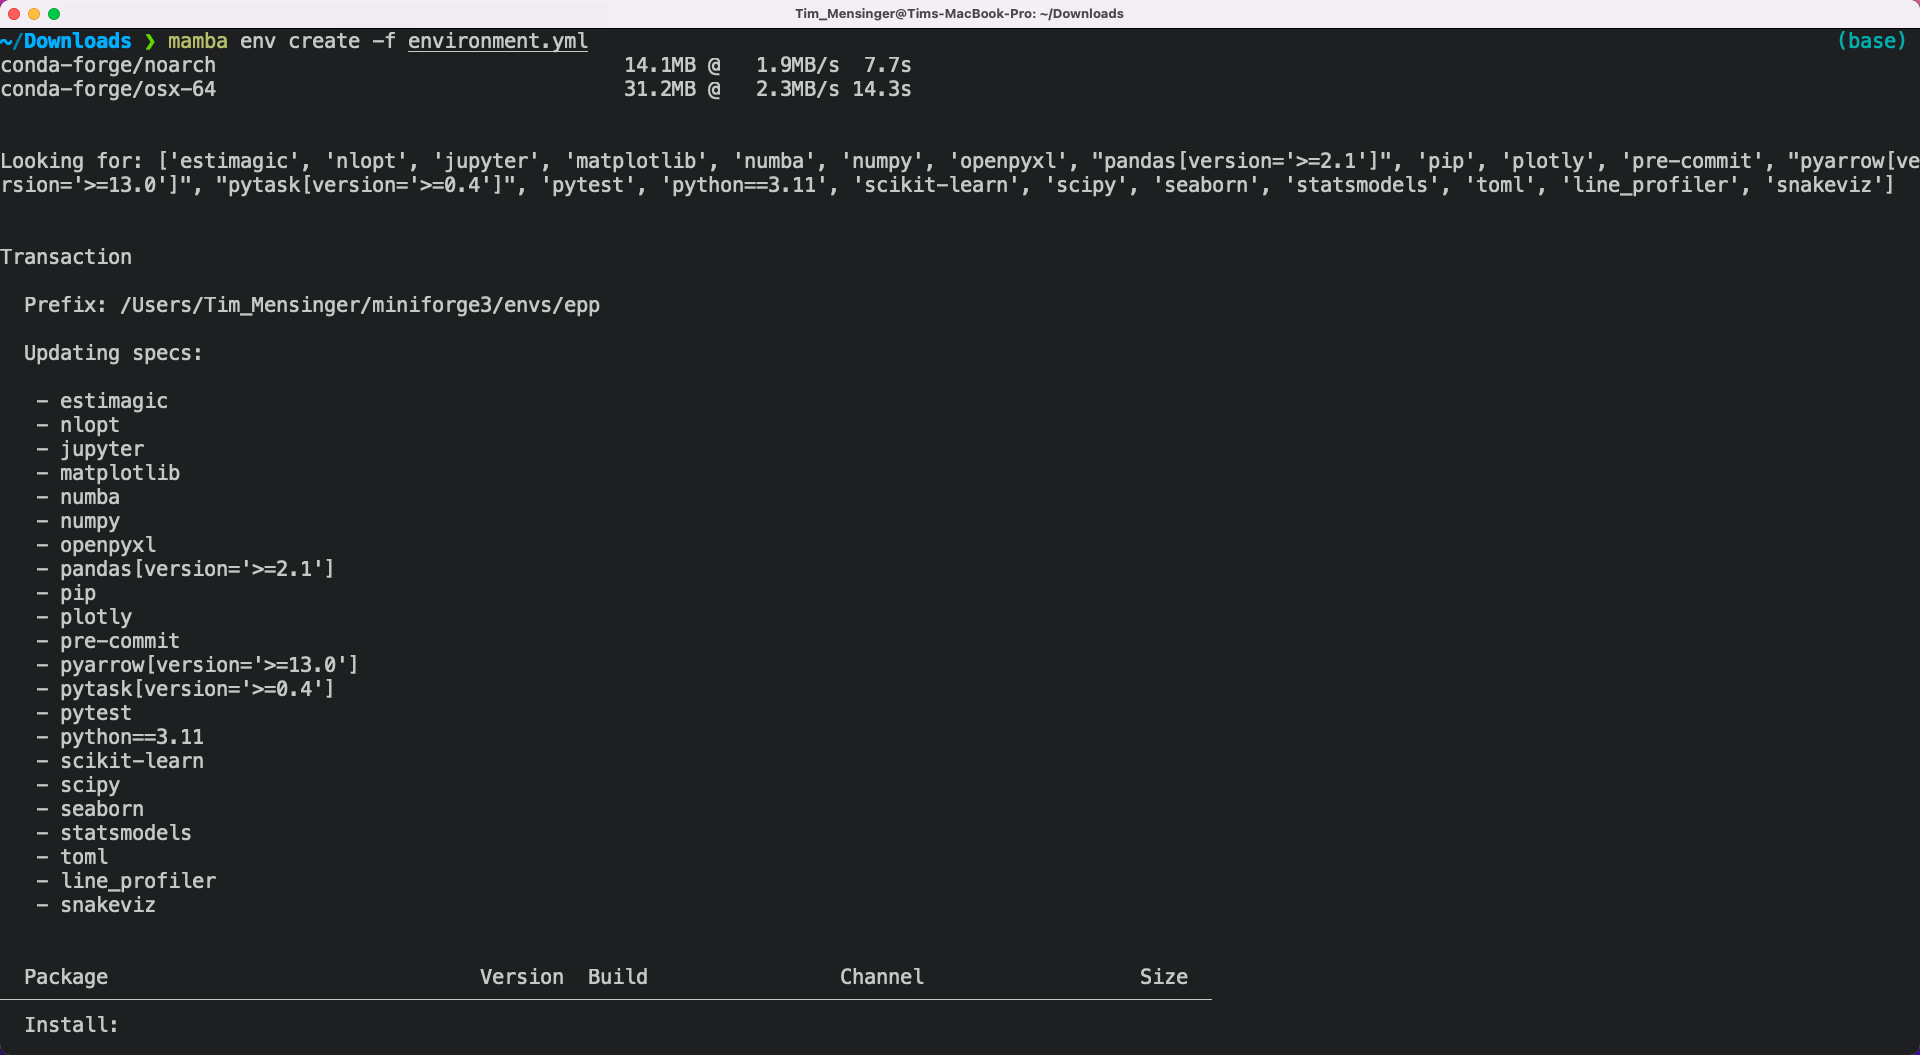 Tim_Mensinger@Tims-MacBook-Pro: ~/Downloads
~/Downloads ❯ mamba env create -f environment.yml (base)
conda-forge/noarch 14.1MB @ 1.9MB/s 7.7s
conda-forge/osx-64 31.2MB @ 2.3MB/s 14.3s
Looking for: ['estimagic', 'nlopt', 'jupyter', 'matplotlib', 'numba', 'numpy', 'openpyxl', "pandas[version='>=2.1']", 'pip', 'plotly', 'pre-commit', "pyarrow[ve
rsion='>=13.0']", "pytask[version='>=0.4']", 'pytest', 'python==3.11', 'scikit-learn', 'scipy', 'seaborn', 'statsmodels', 'toml', 'line_profiler', 'snakeviz']
Transaction
Prefix: /Users/Tim_Mensinger/miniforge3/envs/epp
Updating specs:
- estimagic
- nlopt
- jupyter
- matplotlib
- numba
- numpy
- openpyxl
- pandas[version='>=2.1']
- pip
- plotly
- pre-commit
- pyarrow[version='>=13.0']
- pytask[version='>=0.4']
- pytest
- python==3.11
- scikit-learn
- scipy
- seaborn
- statsmodels
- toml
- line_profiler
- snakeviz
Package Version Build Channel Size
Install: